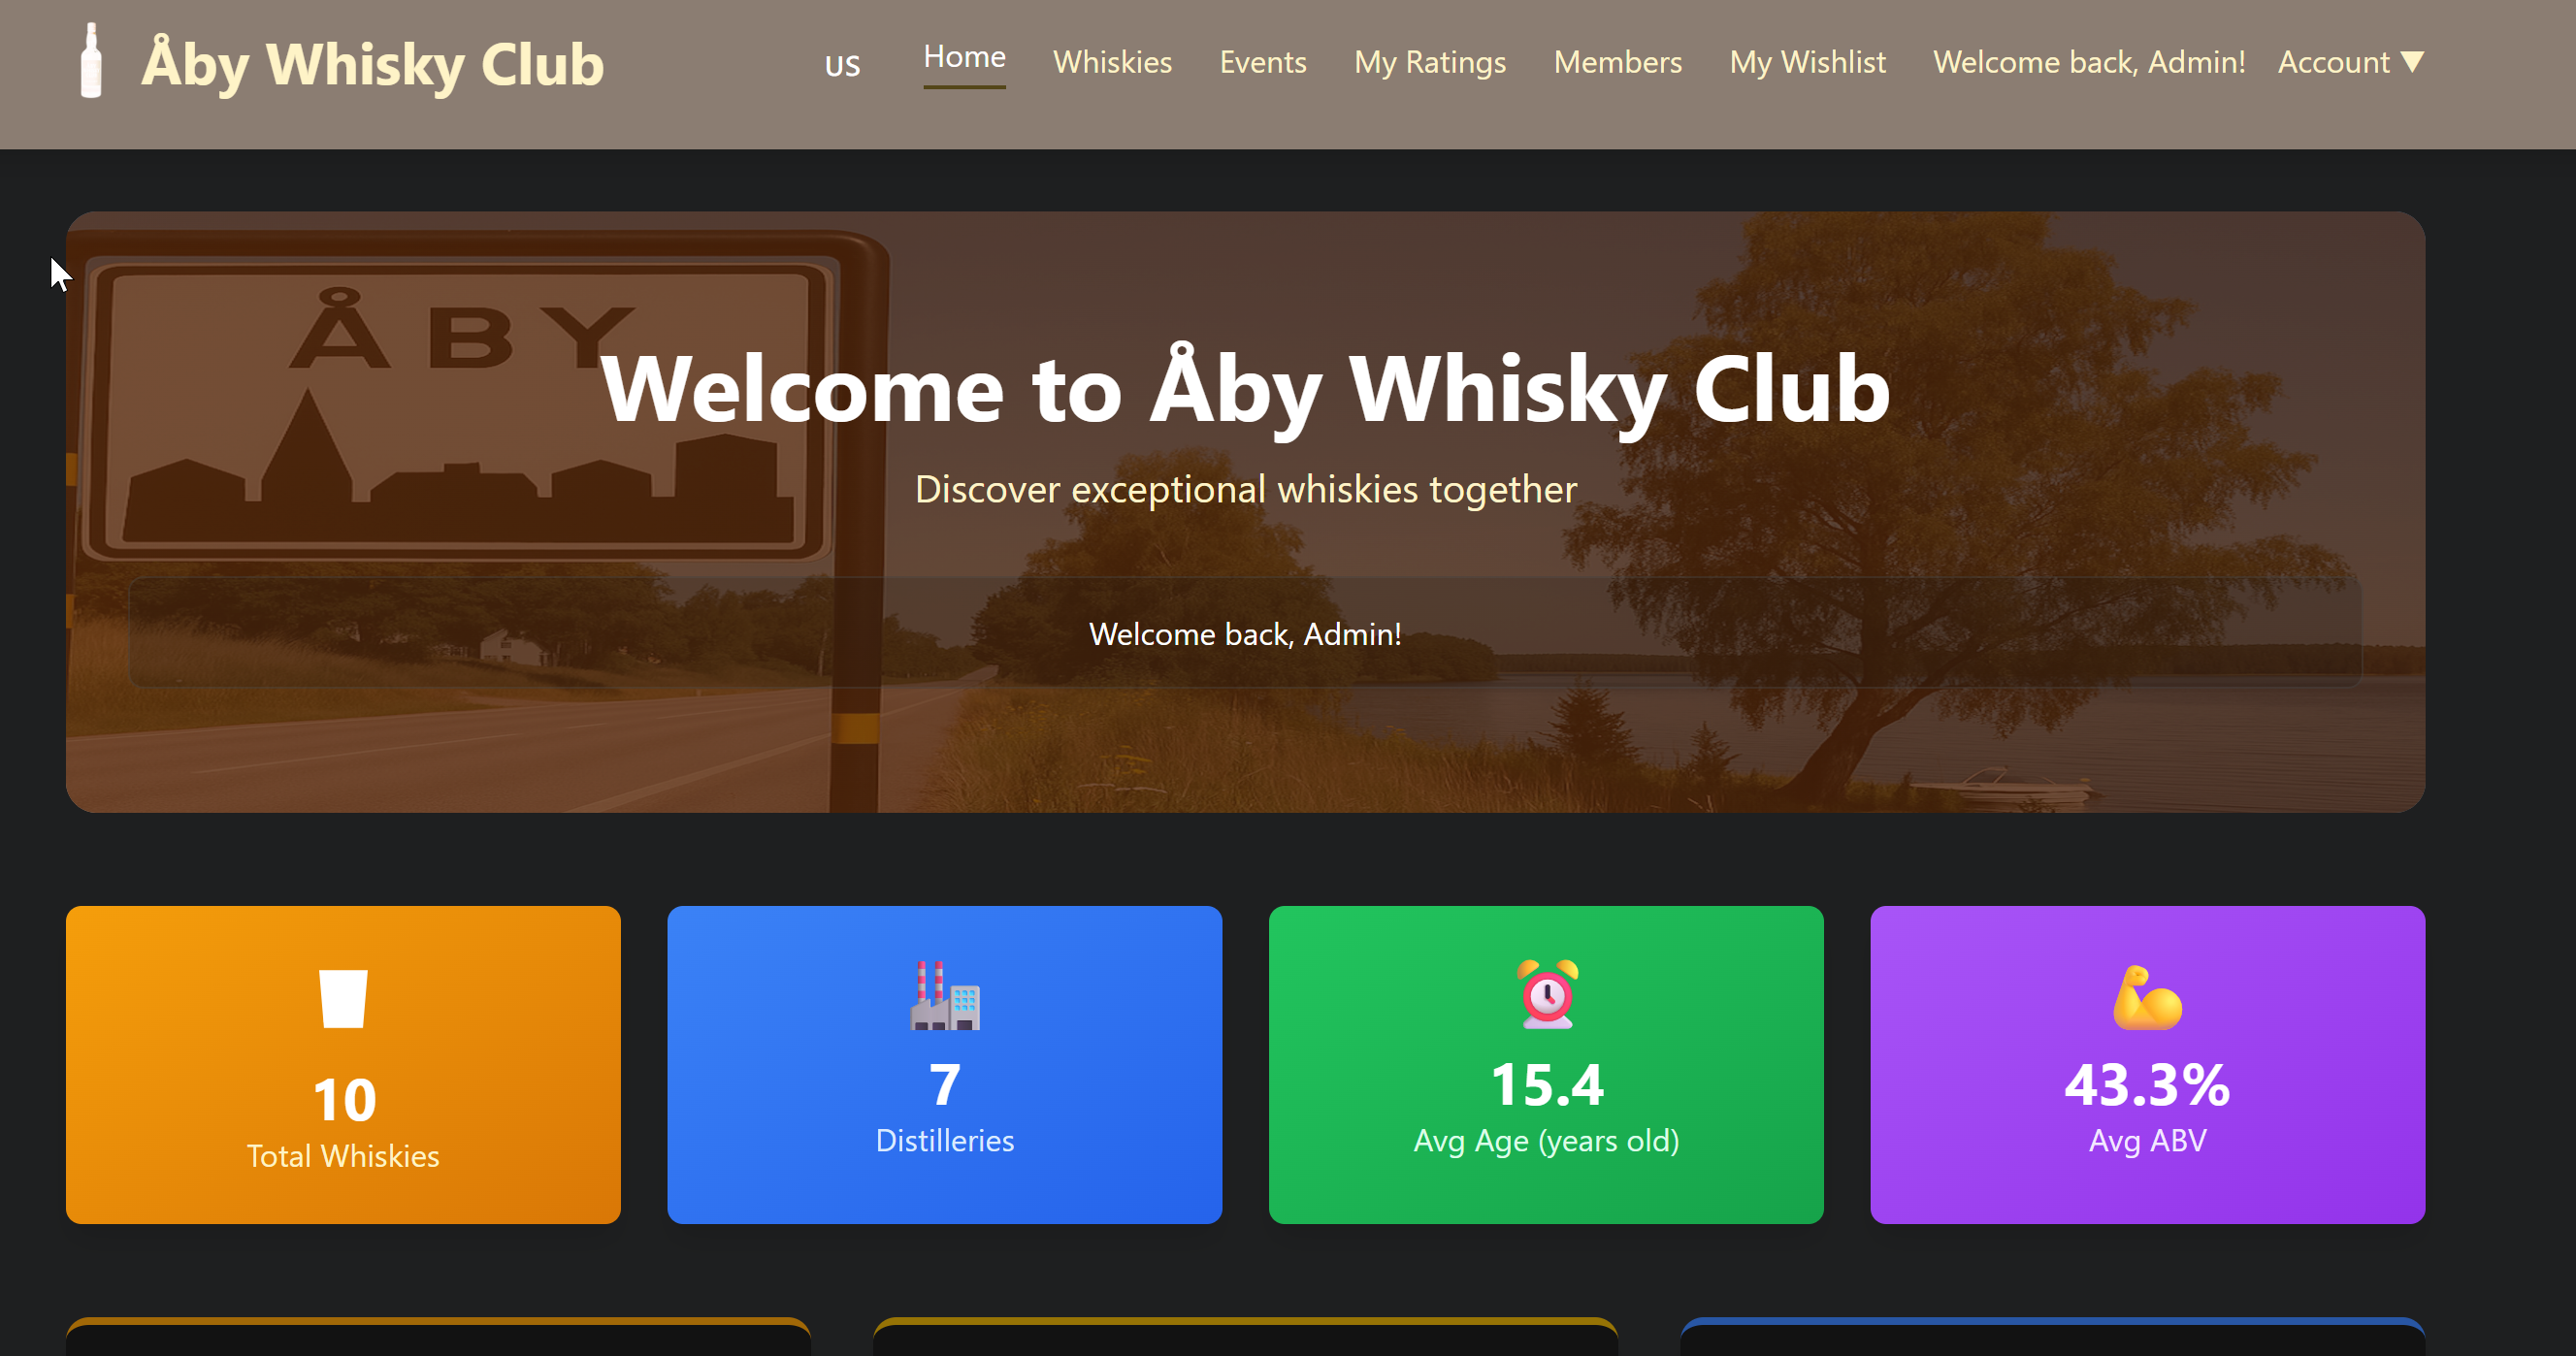 Åby Whisky Club
US Home Whiskies Events My Ratings Members My Wishlist Welcome back, Admin! Account ▼
ÅBY
Welcome to Åby Whisky Club
Discover exceptional whiskies together
Welcome back, Admin!
10
Total Whiskies
7
Distilleries
15.4
Avg Age (years old)
43.3%
Avg ABV